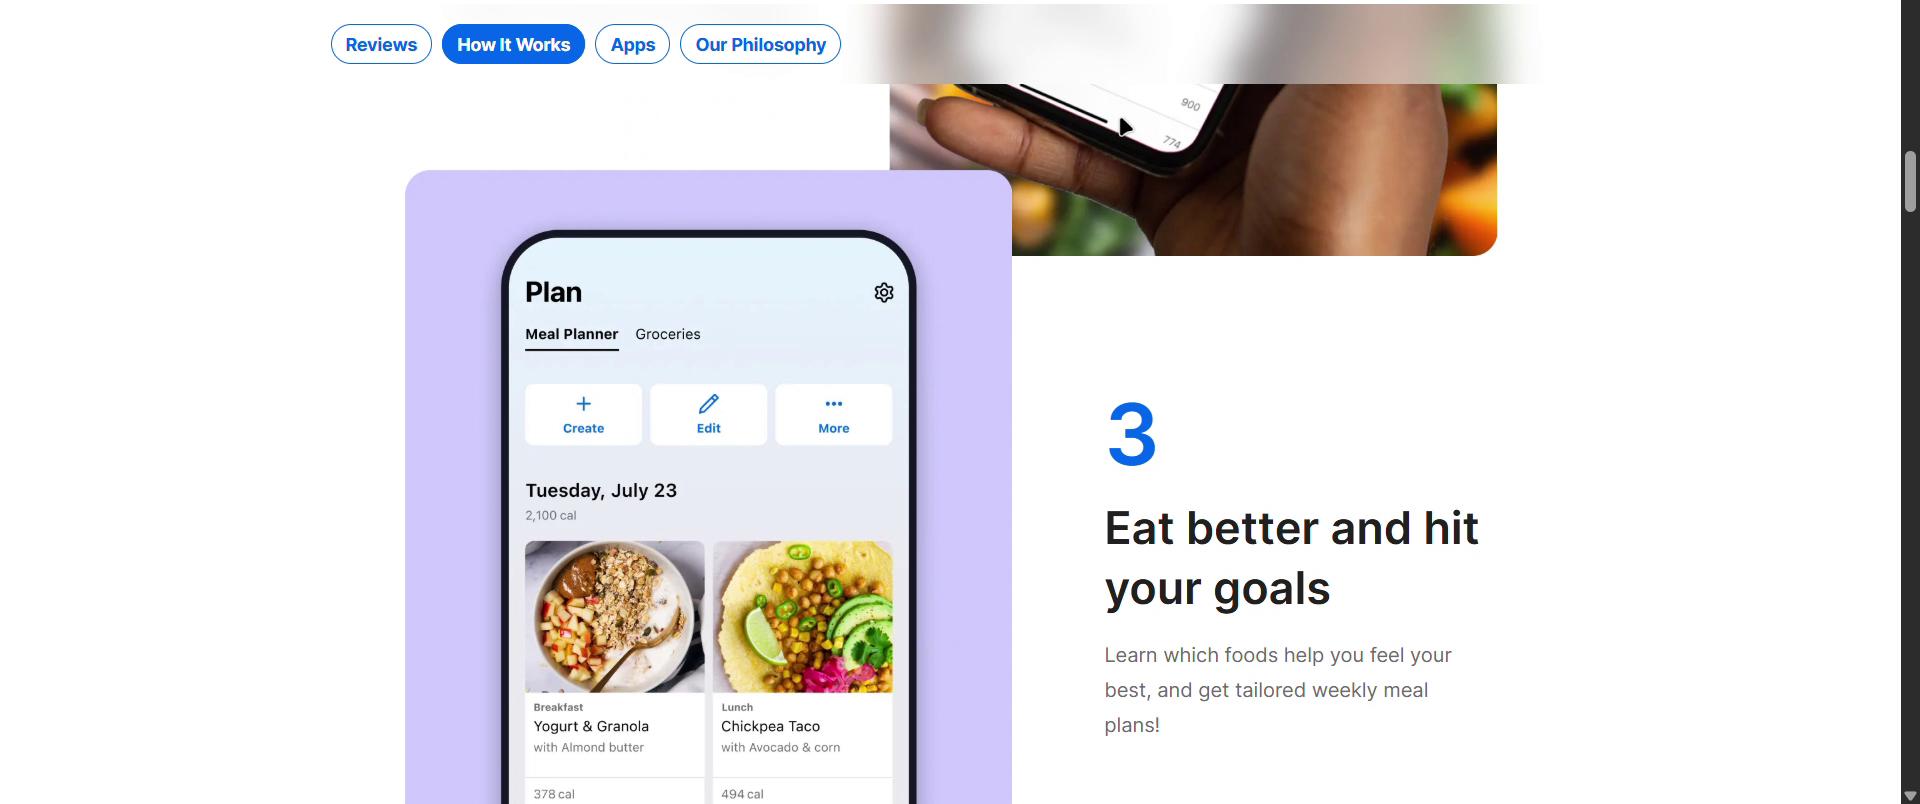 Reviews
How It Works
Apps
Our Philosophy
900
774
Plan
Meal Planner
Groceries
Create
Edit
More
Tuesday, July 23
2,100 cal
Breakfast
Yogurt & Granola
with Almond butter
378 cal
Lunch
Chickpea Taco
with Avocado & corn
494 cal
3
Eat better and hit
your goals
Learn which foods help you feel your
best, and get tailored weekly meal
plans!